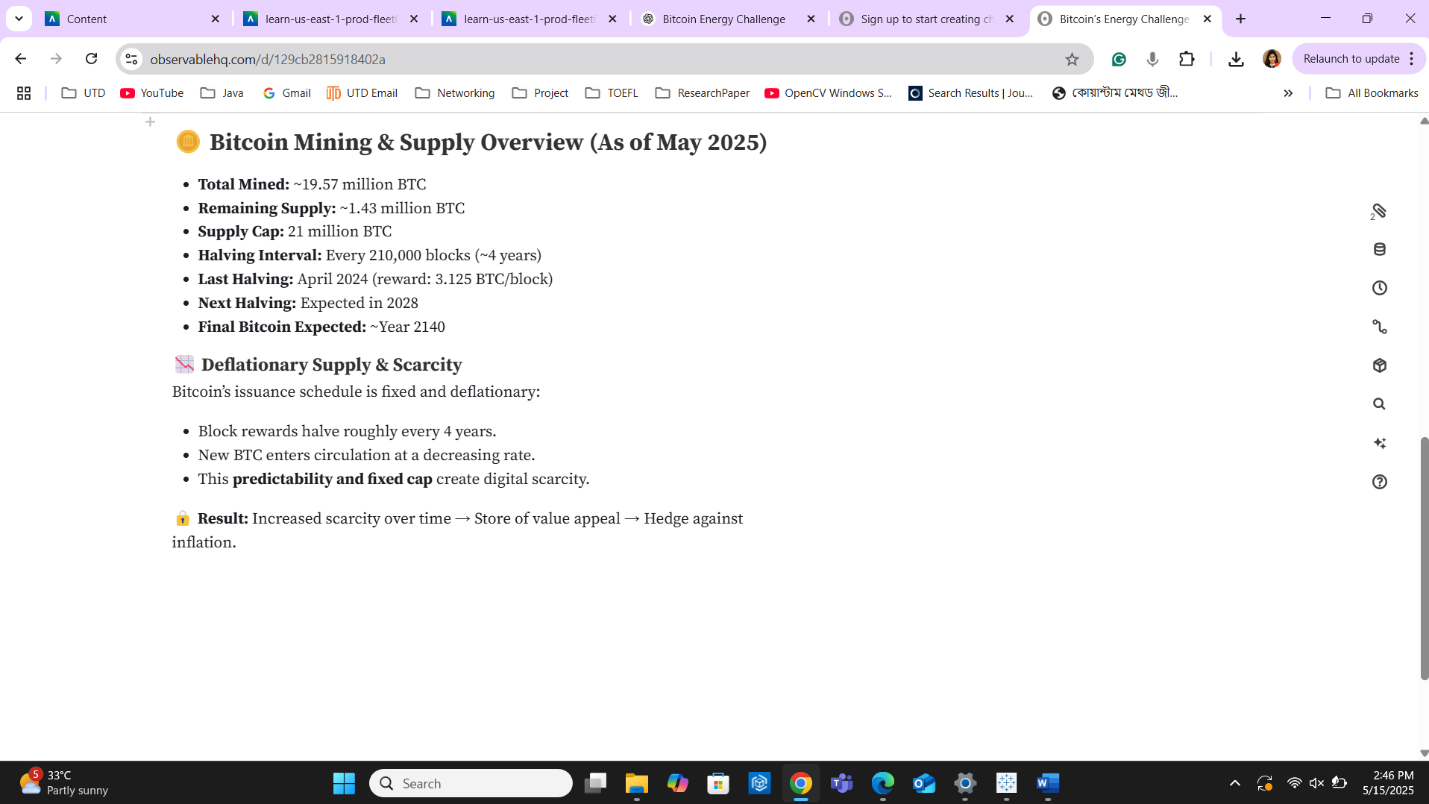 Content
learn-us-east-1-prod-fleet
learn-us-east-1-prod-fleet
Bitcoin Energy Challenge
Sign up to start creating ch
Bitcoin's Energy Challenge
observablehq.com/d/129cb2815918402a
Relaunch to update
UTD
YouTube
Java
Gmail
UTD Email
Networking
Project
TOEFL
ResearchPaper
OpenCV Windows S...
Search Results | Jou...
কোয়ান্টাম মেথড জী...
»
All Bookmarks
Bitcoin Mining & Supply Overview (As of May 2025)
• Total Mined: ~19.57 million BTC
• Remaining Supply: ~1.43 million BTC
• Supply Cap: 21 million BTC
• Halving Interval: Every 210,000 blocks (~4 years)
• Last Halving: April 2024 (reward: 3.125 BTC/block)
• Next Halving: Expected in 2028
• Final Bitcoin Expected: ~Year 2140
Deflationary Supply & Scarcity
Bitcoin's issuance schedule is fixed and deflationary:
• Block rewards halve roughly every 4 years.
• New BTC enters circulation at a decreasing rate.
• This predictability and fixed cap create digital scarcity.
Result: Increased scarcity over time → Store of value appeal → Hedge against
inflation.
2
5
33°C
Partly sunny
Search
2:46 PM
5/15/2025